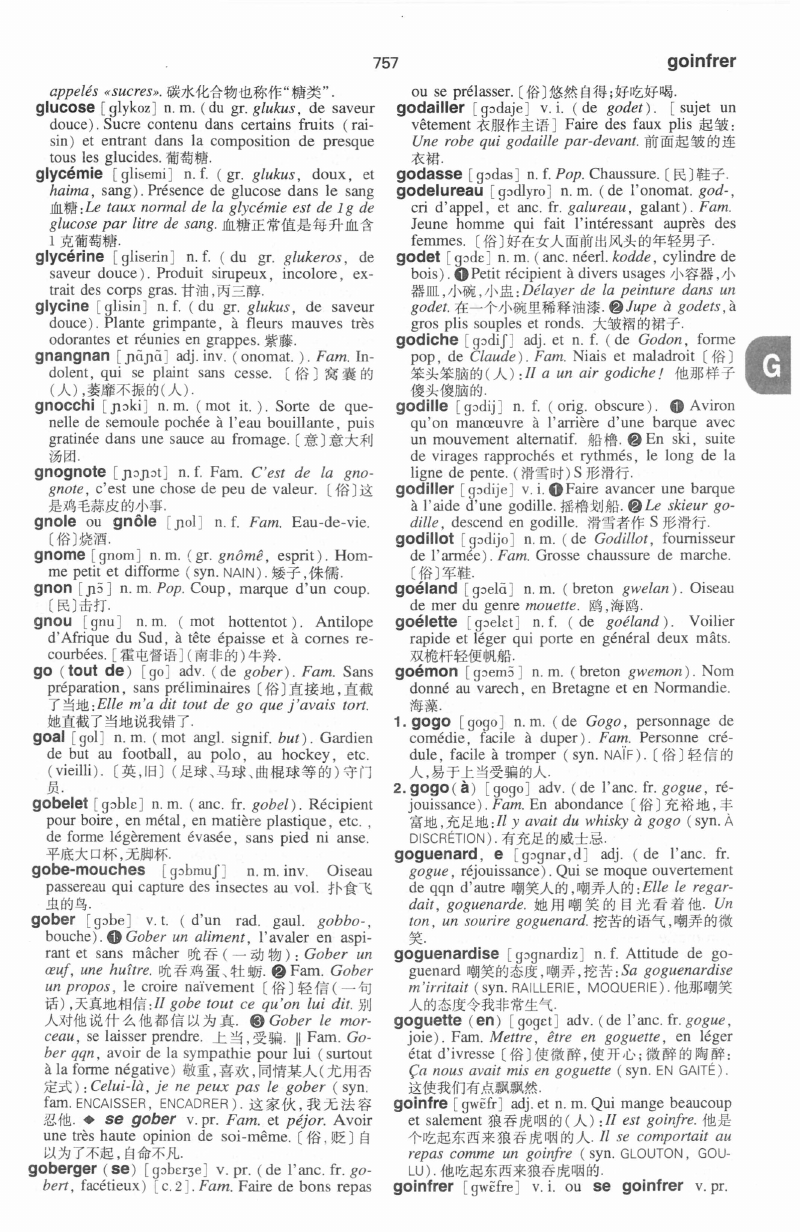 757
goinfrer
appelés «sucres». 碳水化合物也称作“糖类”.
glucose [glykoz] n. m. (du gr. glukus, de saveur
douce). Sucre contenu dans certains fruits (rai-
sin) et entrant dans la composition de presque
tous les glucides. 葡萄糖.
glycémie [glisemi] n. f. (gr. glukus, doux, et
haima, sang). Présence de glucose dans le sang
血糖:Le taux normal de la glycémie est de 1g de
glucose par litre de sang. 血糖正常值是每升血含
1 克葡萄糖.
glycérine [gliserin] n. f. (du gr. glukeros, de
saveur douce). Produit sirupeux, incolore, ex-
trait des corps gras. 甘油,丙三醇.
glycine [glisin] n. f. (du gr. glukus, de saveur
douce). Plante grimpante, à fleurs mauves très
odorantes et réunies en grappes. 紫藤.
gnangnan [ɲɑ̃ɲɑ̃] adj. inv. (onomat.). Fam. In-
dolent, qui se plaint sans cesse. 〔俗〕窝囊的
(人),萎靡不振的(人).
gnocchi [ɲɔki] n. m. (mot it.). Sorte de que-
nelle de semoule pochée à l'eau bouillante, puis
gratinée dans une sauce au fromage.〔意〕意大利
汤团.
gnognote [ɲɔɲɔt] n. f. Fam. C'est de la gno-
gnote, c'est une chose de peu de valeur. 〔俗〕这
是鸡毛蒜皮的小事.
gnole ou gnôle [ɲol] n. f. Fam. Eau-de-vie.
〔俗〕烧酒.
gnome [gnom] n. m. (gr. gnômê, esprit). Hom-
me petit et difforme (syn. NAIN). 矮子,侏儒.
gnon [ɲɔ̃] n. m. Pop. Coup, marque d'un coup.
〔民〕击打.
gnou [gnu] n. m. ( mot hottentot). Antilope
d'Afrique du Sud, à tête épaisse et à cornes re-
courbées. [霍屯督语](南非的)牛羚.
go (tout de) [go] adv. (de gober). Fam. Sans
préparation, sans préliminaires〔俗〕直接地,直截
了当地:Elle m'a dit tout de go que j'avais tort.
她直截了当地说我错了.
goal [gol] n. m. (mot angl. signif. but). Gardien
de but au football, au polo, au hockey, etc.
(vieilli). 〔英,旧〕(足球、马球、曲棍球等的)守门
员.
gobelet [gɔblɛ] n. m. (anc. fr. gobel). Récipient
pour boire, en métal, en matière plastique, etc.,
de forme légèrement évasée, sans pied ni anse.
平底大口杯,无脚杯.
gobe-mouches [gɔbmuʃ] n. m. inv. Oiseau
passereau qui capture des insectes au vol. 扑食飞
虫的鸟.
gober [gɔbe] v. t. (d'un rad. gaul. gobbo-,
bouche). ❶ Gober un aliment, l'avaler en aspi-
rant et sans mâcher 吮吞(一动物): Gober un
œuf, une huître. 吮吞鸡蛋、牡蛎. ❷ Fam. Gober
un propos, le croire naïvement〔俗〕轻信(一句
话),天真地相信:Il gobe tout ce qu'on lui dit. 别
人对他说什么他都信以为真. ❸ Gober le mor-
ceau, se laisser prendre. 上当,受骗. ‖ Fam. Go-
ber qqn, avoir de la sympathie pour lui (surtout
à la forme négative) 敬重,喜欢,同情某人(尤用否
定式):Celui-là, je ne peux pas le gober (syn.
fam. ENCAISSER, ENCADRER). 这家伙,我无法容
忍他. ◆ se gober v. pr. Fam. et péjor. Avoir
une très haute opinion de soi-même.〔俗,贬〕自
以为了不起,自命不凡.
goberger (se) [gɔbɛrʒe] v. pr. (de l'anc. fr. go-
bert, facétieux) [c. 2]. Fam. Faire de bons repas
ou se prélasser.〔俗〕悠然自得;好吃好喝.
godailler [gɔdaje] v. i. (de godet). [sujet un
vêtement 衣服作主语] Faire des faux plis 起皱:
Une robe qui godaille par-devant. 前面起皱的连
衣裙.
godasse [gɔdas] n. f. Pop. Chaussure.〔民〕鞋子.
godelureau [gɔdlyro] n. m. (de l'onomat. god-,
cri d'appel, et anc. fr. galureau, galant). Fam.
Jeune homme qui fait l'intéressant auprès des
femmes. 〔俗〕好在女人面前出风头的年轻男子.
godet [gɔdɛ] n. m. (anc. néerl. kodde, cylindre de
bois). ❶Petit récipient à divers usages 小容器,小
器皿,小碗,小盅:Délayer de la peinture dans un
godet. 在一个小碗里稀释油漆. ❷Jupe à godets,à
gros plis souples et ronds. 大皱褶的裙子.
godiche [gɔdiʃ] adj. et n. f. (de Godon, forme
pop, de Claude). Fam. Niais et maladroit〔俗〕
笨头笨脑的(人):Il a un air godiche! 他那样子
傻头傻脑的.
godille [gɔdij] n. f. (orig. obscure). ❶ Aviron
qu'on manœuvre à l'arrière d'une barque avec
un mouvement alternatif. 船橹. ❷ En ski, suite
de virages rapprochés et rythmés, le long de la
ligne de pente. (滑雪时)S形滑行.
godiller [gɔdije] v. i. ❶Faire avancer une barque
à l'aide d'une godille. 摇橹划船. ❷Le skieur go-
dille, descend en godille. 滑雪者作 S 形滑行.
godillot [gɔdijo] n. m. (de Godillot, fournisseur
de l'armée). Fam. Grosse chaussure de marche.
〔俗〕军鞋.
goéland [gɔelɑ̃] n. m. (breton gwelan). Oiseau
de mer du genre mouette. 鸥,海鸥.
goélette [gɔelɛt] n. f. (de goéland). Voilier
rapide et léger qui porte en général deux mâts.
双桅杆轻便帆船.
goémon [gɔemɔ̃] n. m. (breton gwemon). Nom
donné au varech, en Bretagne et en Normandie.
海藻.
1. gogo [gogo] n. m. (de Gogo, personnage de
comédie, facile à duper). Fam. Personne cré-
dule, facile à tromper (syn. NAÏF). 〔俗〕轻信的
人,易于上当受骗的人.
2. gogo(à) [gogo] adv. (de l'anc. fr. gogue, ré-
jouissance). Fam. En abondance〔俗〕充裕地,丰
富地,充足地:Il y avait du whisky à gogo (syn. À
DISCRÉTION). 有充足的威士忌.
goguenard, e [gɔgnar,d] adj. (de l'anc. fr.
gogue, réjouissance). Qui se moque ouvertement
de qqn d'autre 嘲笑人的,嘲弄人的:Elle le regar-
dait, goguenarde. 她用嘲笑的目光看着他. Un
ton, un sourire goguenard. 挖苦的语气,嘲弄的微
笑.
goguenardise [gɔgnardiz] n. f. Attitude de go-
guenard 嘲笑的态度,嘲弄,挖苦:Sa goguenardise
m'irritait (syn. RAILLERIE, MOQUERIE). 他那嘲笑
人的态度令我非常生气.
goguette (en) [gogɛt] adv. (de l'anc. fr. gogue,
joie). Fam. Mettre, être en goguette, en léger
état d'ivresse〔俗〕使微醉,使开心;微醉的陶醉:
Ça nous avait mis en goguette (syn. EN GAITÉ).
这使我们有点飘飘然.
goinfre [gwɛ̃fr] adj. et n. m. Qui mange beaucoup
et salement 狼吞虎咽的(人):Il est goinfre. 他是
个吃起东西来狼吞虎咽的人. Il se comportait au
repas comme un goinfre (syn. GLOUTON, GOU-
LU). 他吃起东西来狼吞虎咽的.
goinfrer [gwɛ̃fre] v. i. ou se goinfrer v. pr.
G